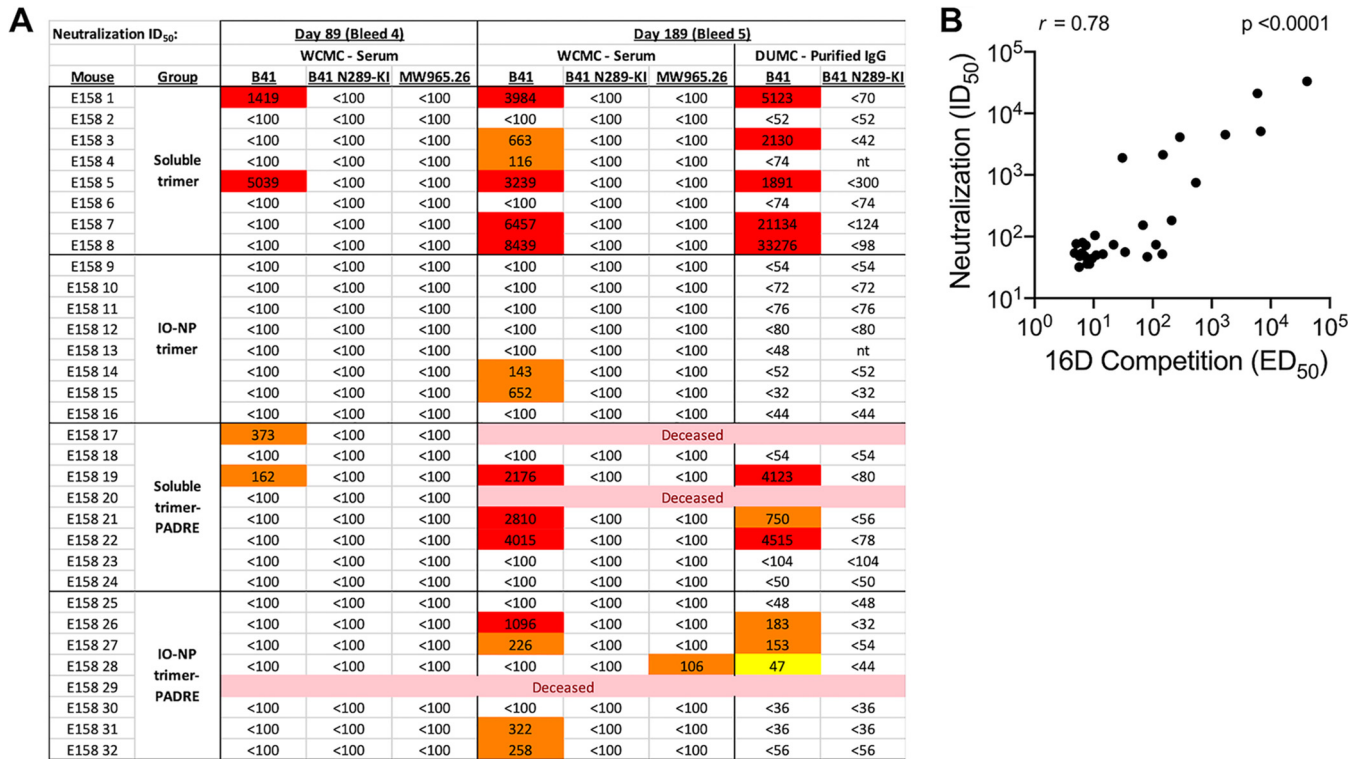 A
Neutralization ID50: Day 89 (Bleed 4) Day 189 (Bleed 5)
WCMC - Serum WCMC - Serum DUMC - Purified IgG
Mouse Group B41 B41 N289-KI MW965.26 B41 B41 N289-KI MW965.26 B41 B41 N289-KI
E158 1 1419 <100 <100 3984 <100 <100 5123 <70
E158 2 <100 <100 <100 <100 <100 <100 <52 <52
E158 3 <100 <100 <100 663 <100 <100 2130 <42
E158 4 Soluble trimer <100 <100 <100 116 <100 <100 <74 nt
E158 5 5039 <100 <100 3239 <100 <100 1891 <300
E158 6 <100 <100 <100 <100 <100 <100 <74 <74
E158 7 <100 <100 <100 6457 <100 <100 21134 <124
E158 8 <100 <100 <100 8439 <100 <100 33276 <98
E158 9 <100 <100 <100 <100 <100 <100 <54 <54
E158 10 <100 <100 <100 <100 <100 <100 <72 <72
E158 11 <100 <100 <100 <100 <100 <100 <76 <76
E158 12 IO-NP trimer <100 <100 <100 <100 <100 <100 <80 <80
E158 13 <100 <100 <100 <100 <100 <100 <48 nt
E158 14 <100 <100 <100 143 <100 <100 <52 <52
E158 15 <100 <100 <100 652 <100 <100 <32 <32
E158 16 <100 <100 <100 <100 <100 <100 <44 <44
E158 17 373 <100 <100 Deceased
E158 18 <100 <100 <100 <100 <100 <100 <54 <54
E158 19 162 <100 <100 2176 <100 <100 4123 <80
E158 20 Soluble trimer-PADRE <100 <100 <100 Deceased
E158 21 <100 <100 <100 2810 <100 <100 750 <56
E158 22 <100 <100 <100 4015 <100 <100 4515 <78
E158 23 <100 <100 <100 <100 <100 <100 <104 <104
E158 24 <100 <100 <100 <100 <100 <100 <50 <50
E158 25 <100 <100 <100 <100 <100 <100 <48 <48
E158 26 <100 <100 <100 1096 <100 <100 183 <32
E158 27 <100 <100 <100 226 <100 <100 153 <54
E158 28 IO-NP trimer-PADRE <100 <100 <100 <100 <100 106 47 <44
E158 29 Deceased
E158 30 <100 <100 <100 <100 <100 <100 <36 <36
E158 31 <100 <100 <100 322 <100 <100 <36 <36
E158 32 <100 <100 <100 258 <100 <100 <56 <56
B
r = 0.78 p <0.0001
Neutralization (ID50)
10^5
10^4
10^3
10^2
10^1
10^0 10^1 10^2 10^3 10^4 10^5
16D Competition (ED50)